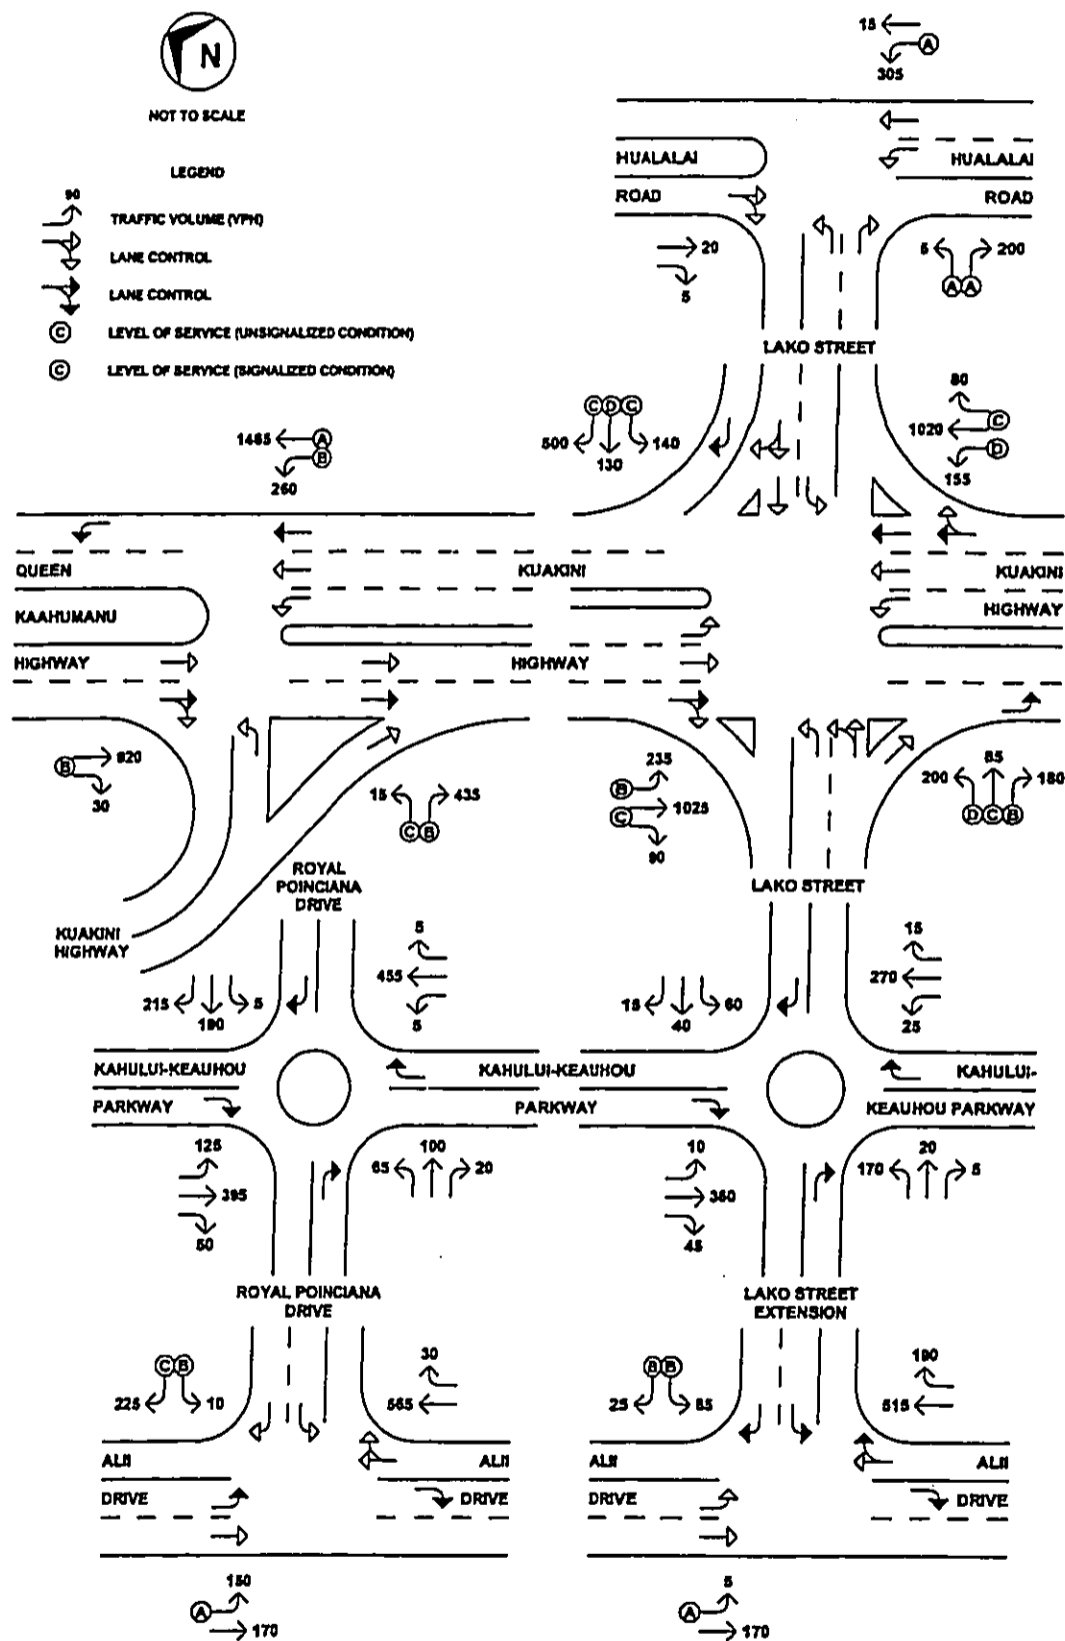 N
NOT TO SCALE
LEGEND
90
TRAFFIC VOLUME (VPH)
LANE CONTROL
LANE CONTROL
C LEVEL OF SERVICE (UNSIGNALIZED CONDITION)
C LEVEL OF SERVICE (SIGNALIZED CONDITION)
15 A
305
HUALALAI HUALALAI
ROAD ROAD
20 5 200
5 A A
LAKO STREET
80
C D C 1020 C
500 140 D
130 155
1465 A
B
260
QUEEN KUAKINI KUAKINI
KAAHUMANU HIGHWAY
HIGHWAY HIGHWAY
B 820
30
15 435
C B
235
B 1025
C
90
85
200 180
D C B
ROYAL
POINCIANA
DRIVE
LAKO STREET
KUAKINI
HIGHWAY
5 15
455 270
215 5 15 60
190 5 40 25
KAHULUI-KEAUHOU KAHULUI-KEAUHOU KAHULUI-
PARKWAY PARKWAY KEAUHOU PARKWAY
125 100 10 20
65 20 170 5
395 360
50 45
ROYAL POINCIANA
DRIVE
LAKO STREET
EXTENSION
C B 30 B B 190
225 10 565 25 85 515
ALII ALII ALII ALII
DRIVE DRIVE DRIVE DRIVE
150 5
A 170 A 170